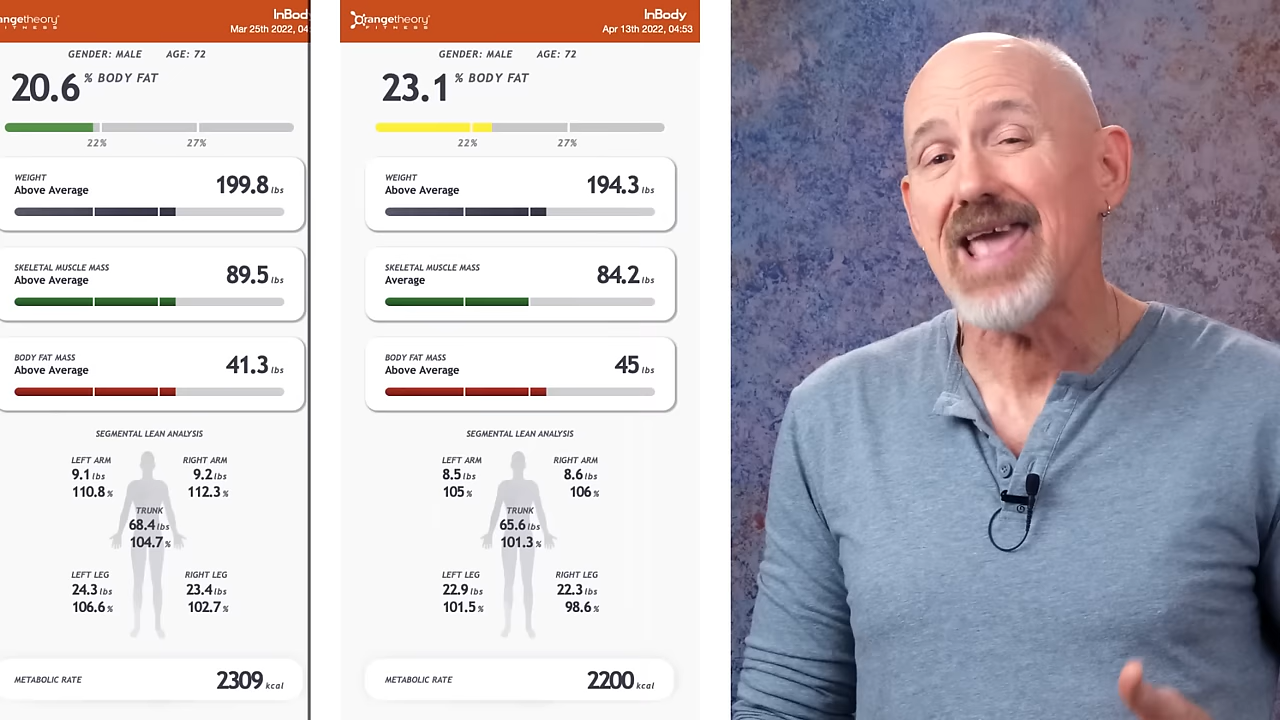 angetheory
FITNESS
InBody
Mar 25th 2022, 04
GENDER: MALE AGE: 72
20.6 % BODY FAT
22% 27%
WEIGHT
Above Average
199.8 lbs
SKELETAL MUSCLE MASS
Above Average
89.5 lbs
BODY FAT MASS
Above Average
41.3 lbs
SEGMENTAL LEAN ANALYSIS
LEFT ARM RIGHT ARM
9.1 lbs 9.2 lbs
110.8 % 112.3 %
TRUNK
68.4 lbs
104.7 %
LEFT LEG RIGHT LEG
24.3 lbs 23.4 lbs
106.6 % 102.7 %
METABOLIC RATE 2309 kcal
orangetheory
FITNESS
InBody
Apr 13th 2022, 04:53
GENDER: MALE AGE: 72
23.1 % BODY FAT
22% 27%
WEIGHT
Above Average
194.3 lbs
SKELETAL MUSCLE MASS
Average
84.2 lbs
BODY FAT MASS
Above Average
45 lbs
SEGMENTAL LEAN ANALYSIS
LEFT ARM RIGHT ARM
8.5 lbs 8.6 lbs
105 % 106 %
TRUNK
65.6 lbs
101.3 %
LEFT LEG RIGHT LEG
22.9 lbs 22.3 lbs
101.5 % 98.6 %
METABOLIC RATE 2200 kcal